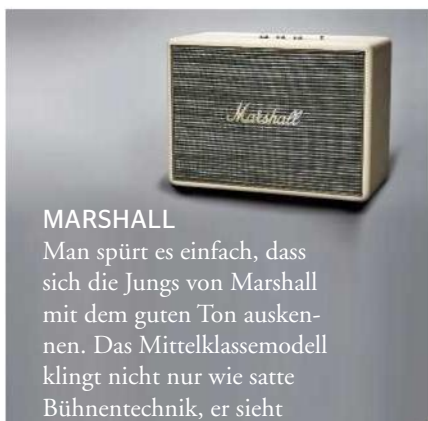 Marshall
MARSHALL
Man spürt es einfach, dass
sich die Jungs von Marshall
mit dem guten Ton ausken-
nen. Das Mittelklassemodell
klingt nicht nur wie satte
Bühnentechnik, er sieht